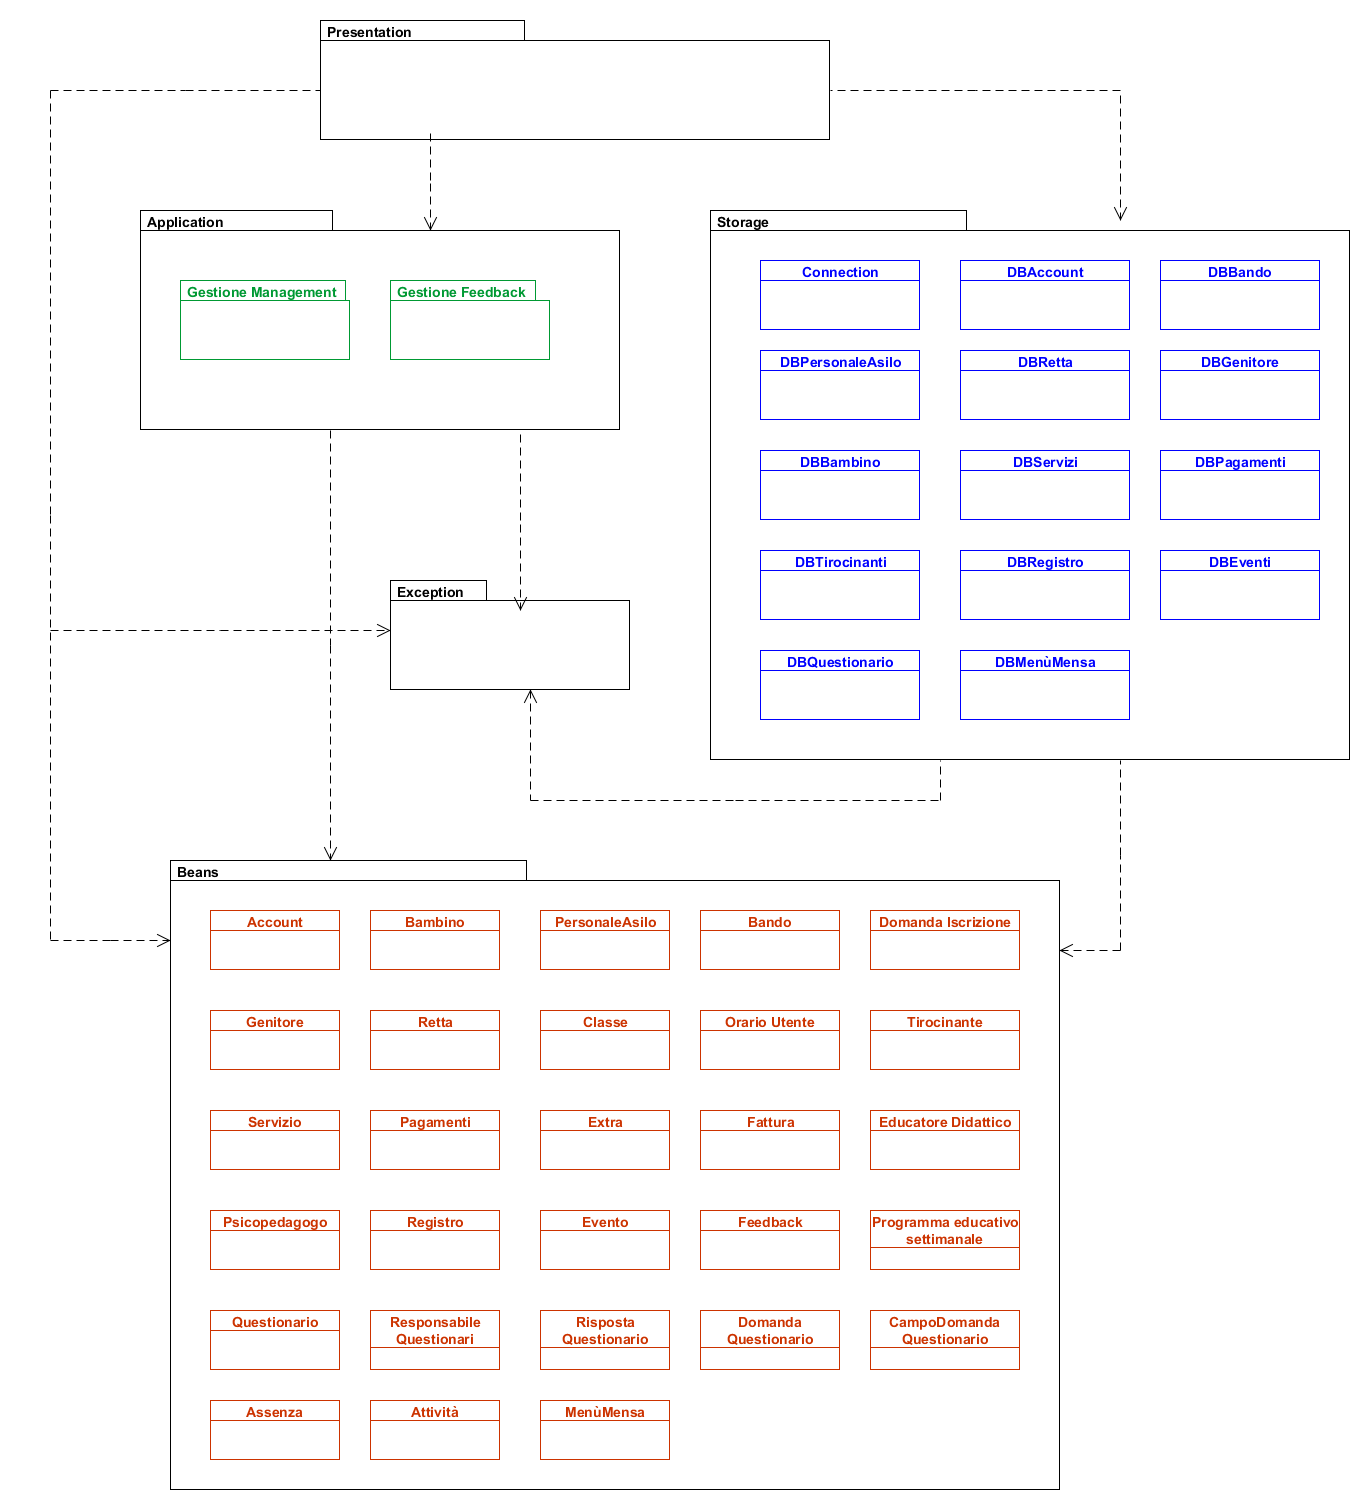 Presentation
Application
Gestione Management
Gestione Feedback
Storage
Connection
DBAccount
DBBando
DBPersonaleAsilo
DBRetta
DBGenitore
DBBambino
DBServizi
DBPagamenti
DBTirocinanti
DBRegistro
DBEventi
DBQuestionario
DBMenùMensa
Exception
Beans
Account
Bambino
PersonaleAsilo
Bando
Domanda Iscrizione
Genitore
Retta
Classe
Orario Utente
Tirocinante
Servizio
Pagamenti
Extra
Fattura
Educatore Didattico
Psicopedagogo
Registro
Evento
Feedback
Programma educativo
settimanale
Questionario
Responsabile
Questionari
Risposta
Questionario
Domanda
Questionario
CampoDomanda
Questionario
Assenza
Attività
MenùMensa